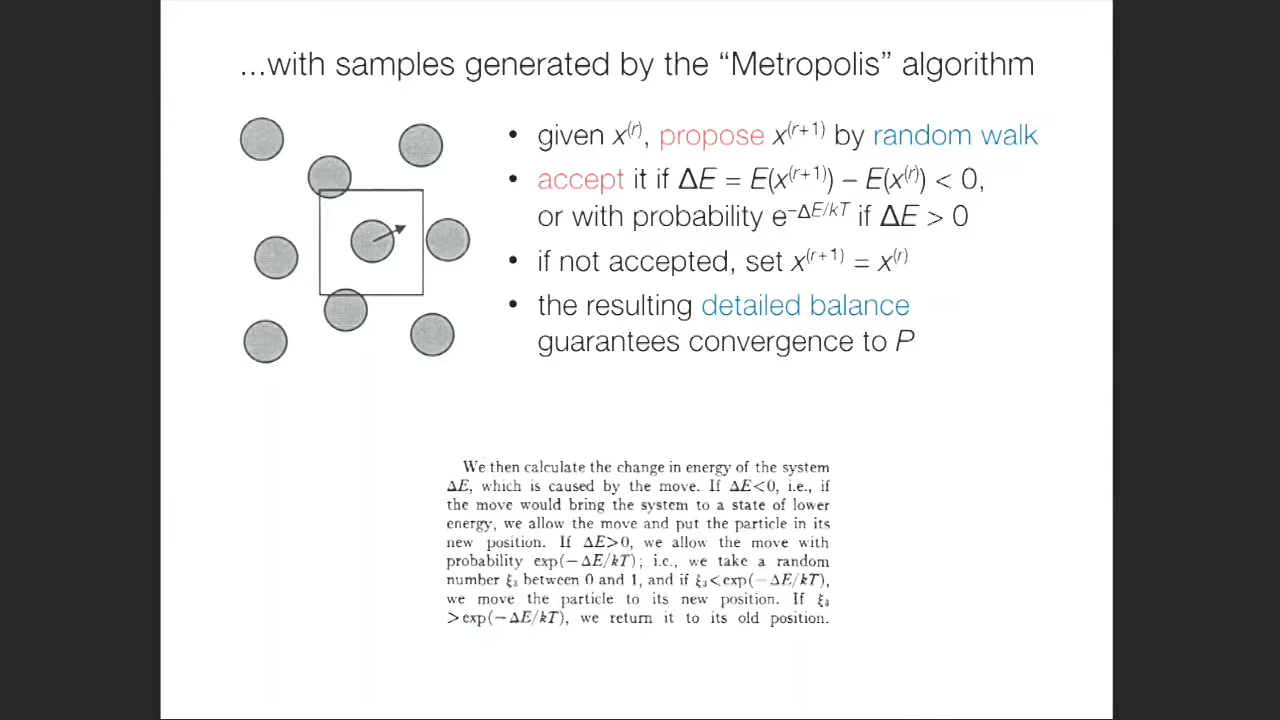 ...with samples generated by the “Metropolis” algorithm
• given x⁽ʳ⁾, propose x⁽ʳ⁺¹⁾ by random walk
• accept it if ΔE = E(x⁽ʳ⁺¹⁾) – E(x⁽ʳ⁾) < 0,
or with probability e^–ΔE/kT if ΔE > 0
• if not accepted, set x⁽ʳ⁺¹⁾ = x⁽ʳ⁾
• the resulting detailed balance
guarantees convergence to P
We then calculate the change in energy of the system
ΔE, which is caused by the move. If ΔE<0, i.e., if
the move would bring the system to a state of lower
energy, we allow the move and put the particle in its
new position. If ΔE>0, we allow the move with
probability exp(−ΔE/kT); i.e., we take a random
number ξ₃ between 0 and 1, and if ξ₃<exp(−ΔE/kT),
we move the particle to its new position. If ξ₃
>exp(−ΔE/kT), we return it to its old position.